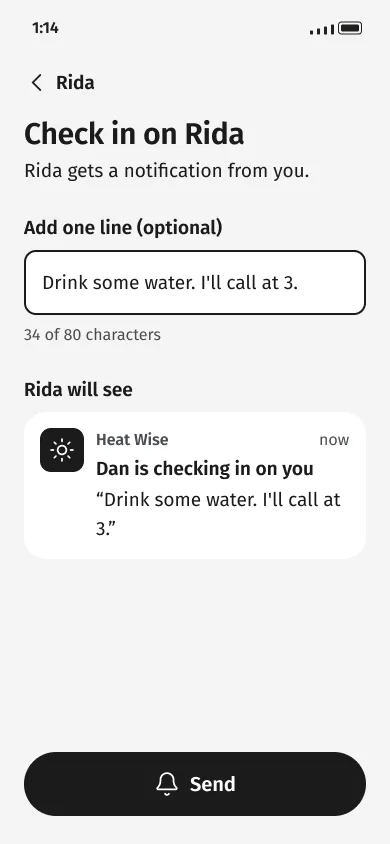 1:14
Rida
Check in on Rida
Rida gets a notification from you.
Add one line (optional)
Drink some water. I'll call at 3.
34 of 80 characters
Rida will see
Heat Wise now
Dan is checking in on you
“Drink some water. I'll call at
3.”
Send